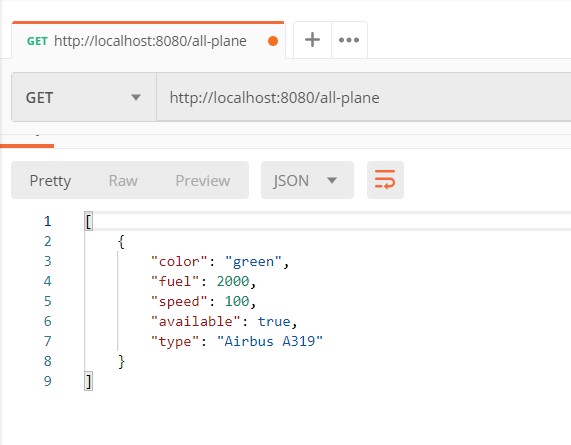 GET http://localhost:8080/all-plane + •••
GET http://localhost:8080/all-plane
Pretty Raw Preview JSON
1 [
2 {
3 "color": "green",
4 "fuel": 2000,
5 "speed": 100,
6 "available": true,
7 "type": "Airbus A319"
8 }
9 ]